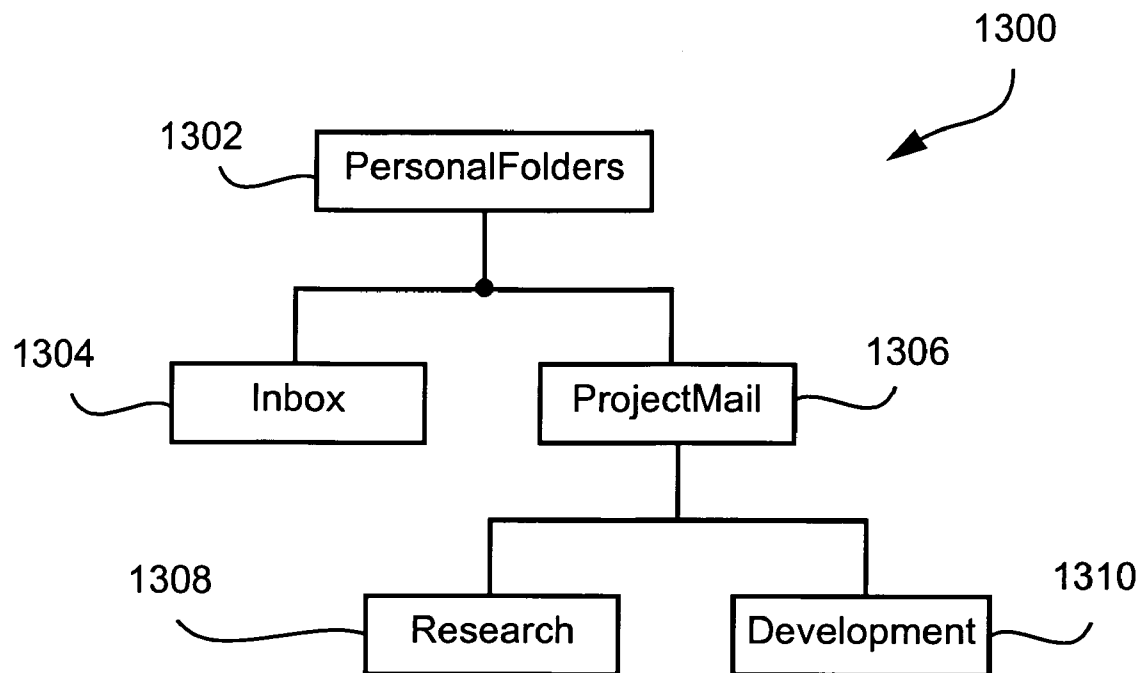 1300
1302
PersonalFolders
1304
Inbox
ProjectMail
1306
1308
Research
Development
1310